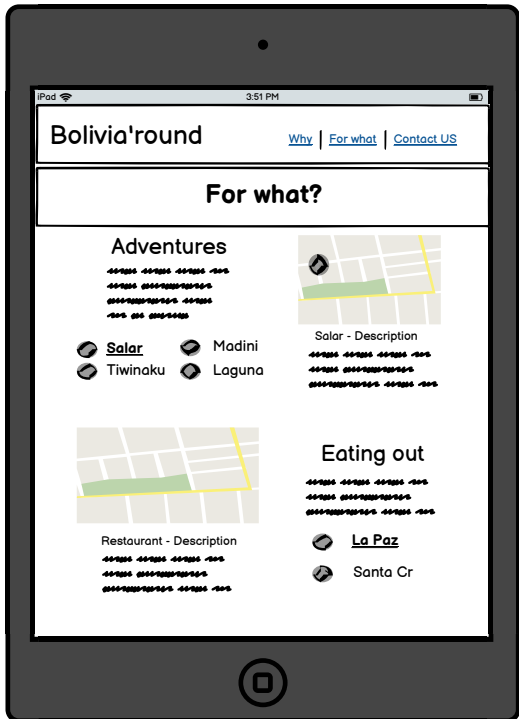 iPad 3:51 PM
Bolivia'round
Why | For what | Contact US
For what?
Adventures
Salar Madini
Tiwinaku Laguna
Salar - Description
Restaurant - Description
Eating out
La Paz
Santa Cr